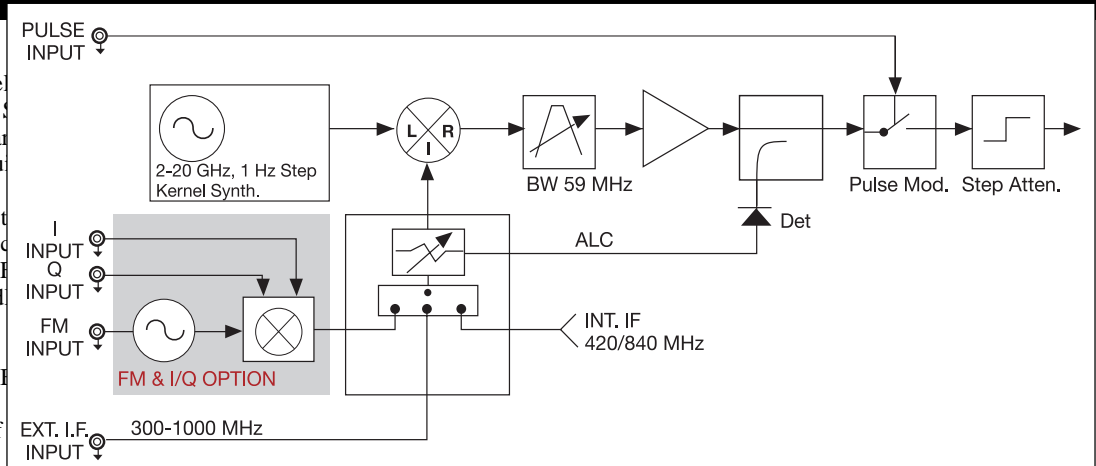 PULSE
INPUT
2-20 GHz, 1 Hz Step
Kernel Synth.
L R
I
BW 59 MHz
Pulse Mod.
Step Atten.
Det
ALC
I
INPUT
Q
INPUT
FM
INPUT
FM & I/Q OPTION
INT. IF
420/840 MHz
EXT. I.F.
INPUT
300-1000 MHz